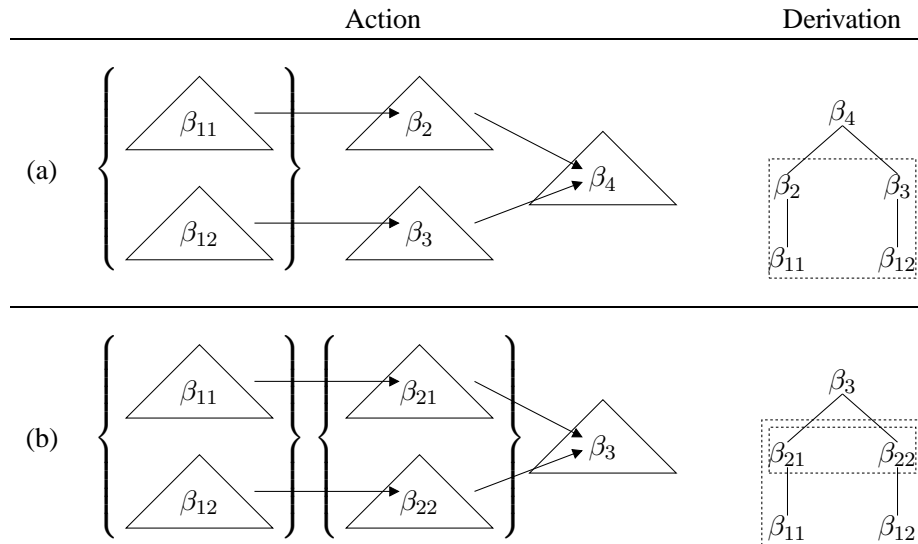 Action Derivation
(a)
β11 β2 β4
β12 β3
β4
β2 β3
β11 β12
(b)
β11 β21 β3
β12 β22
β3
β21 β22
β11 β12